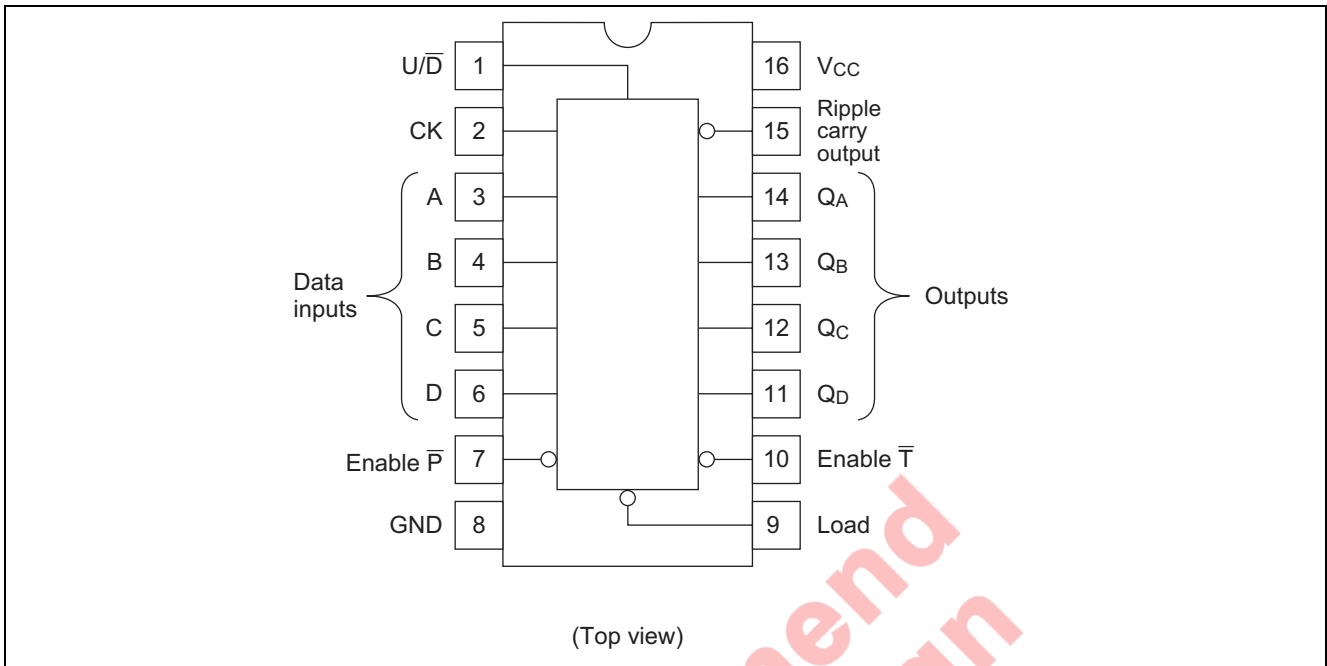 U/D̅ 1
CK 2
A 3
B 4
C 5
D 6
Data
inputs
Enable P̅ 7
GND 8
16 VCC
15 Ripple
carry
output
14 QA
13 QB
12 QC
11 QD
Outputs
10 Enable T̅
9 Load
(Top view)